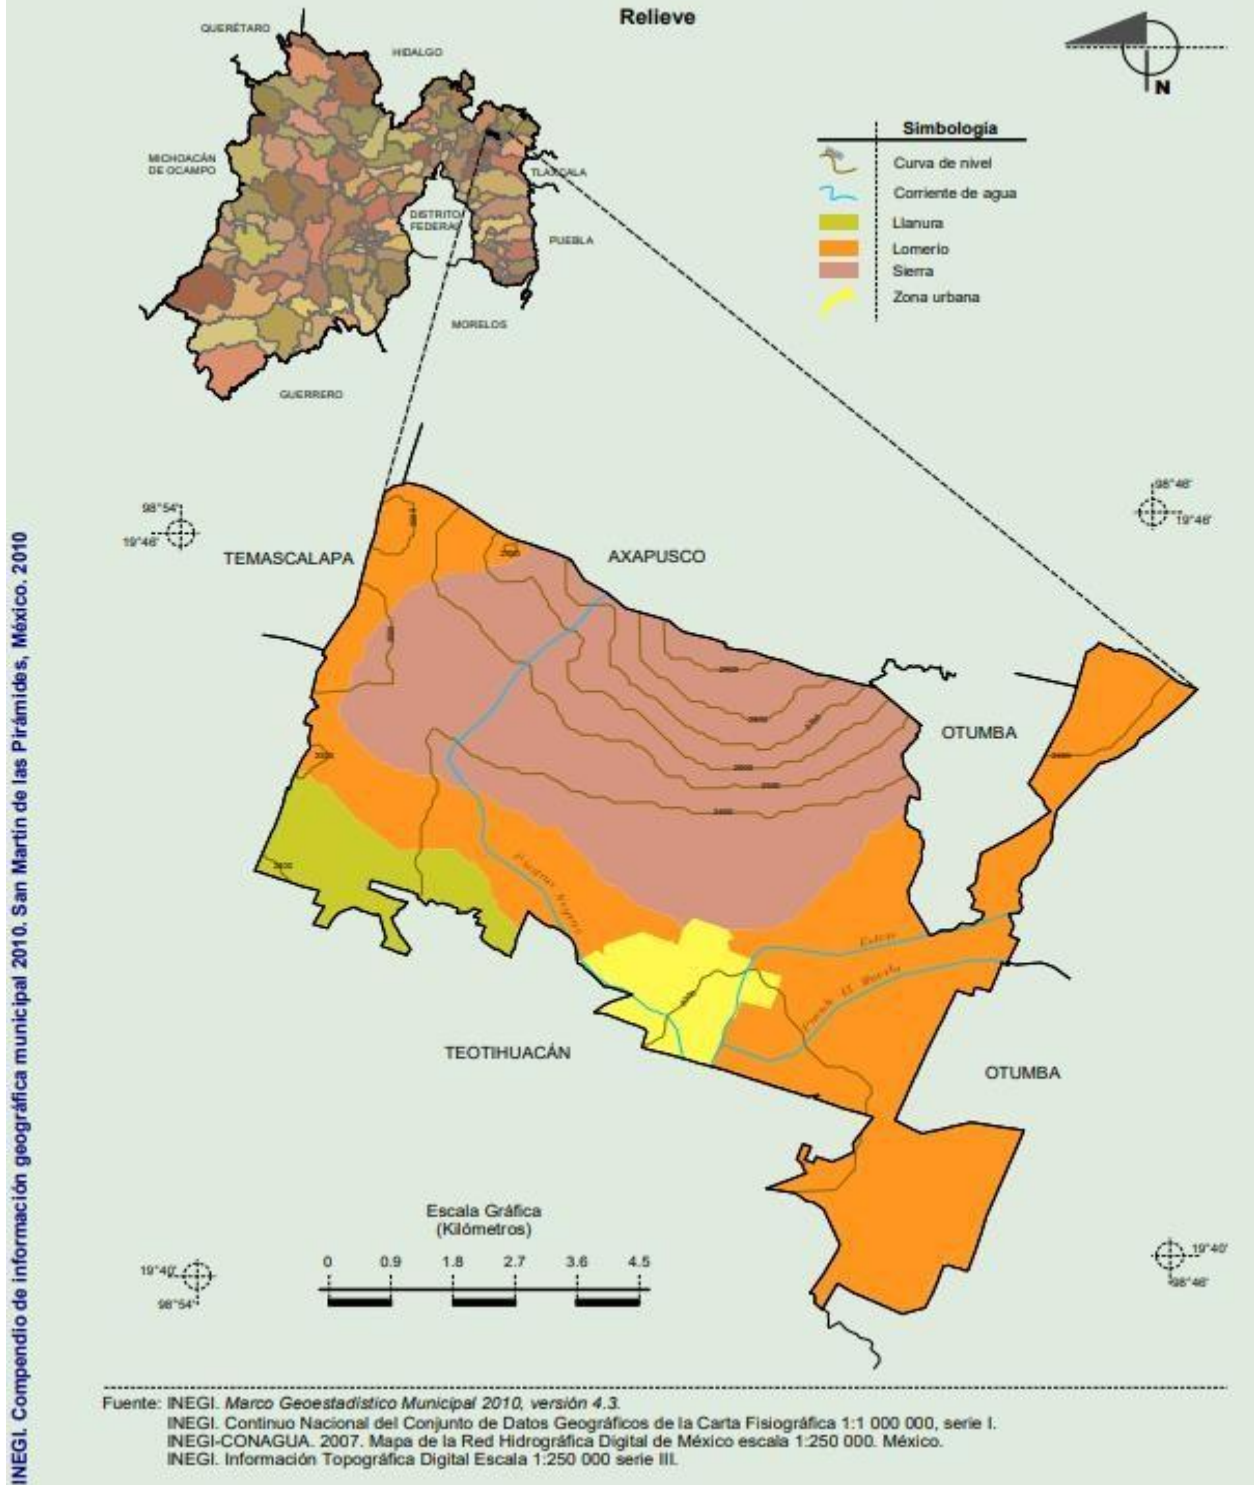 Relieve
QUERÉTARO
HIDALGO
MICHOACÁN
DE OCAMPO
TLAXCALA
DISTRITO
FEDERAL
PUEBLA
MORELOS
GUERRERO
N
Simbología
Curva de nivel
Corriente de agua
Llanura
Lomerío
Sierra
Zona urbana
98°54'
19°46'
98°46'
19°46'
TEMASCALAPA
AXAPUSCO
OTUMBA
Piedras Negras
Estete
El Muerto
TEOTIHUACÁN
OTUMBA
Escala Gráfica
(Kilómetros)
0 0.9 1.8 2.7 3.6 4.5
19°40'
98°54'
19°40'
98°46'
Fuente: INEGI. Marco Geoestadístico Municipal 2010, versión 4.3.
INEGI. Continuo Nacional del Conjunto de Datos Geográficos de la Carta Fisiográfica 1:1 000 000, serie I.
INEGI-CONAGUA. 2007. Mapa de la Red Hidrográfica Digital de México escala 1:250 000. México.
INEGI. Información Topográfica Digital Escala 1:250 000 serie III.
INEGI. Compendio de información geográfica municipal 2010. San Martín de las Pirámides, México. 2010